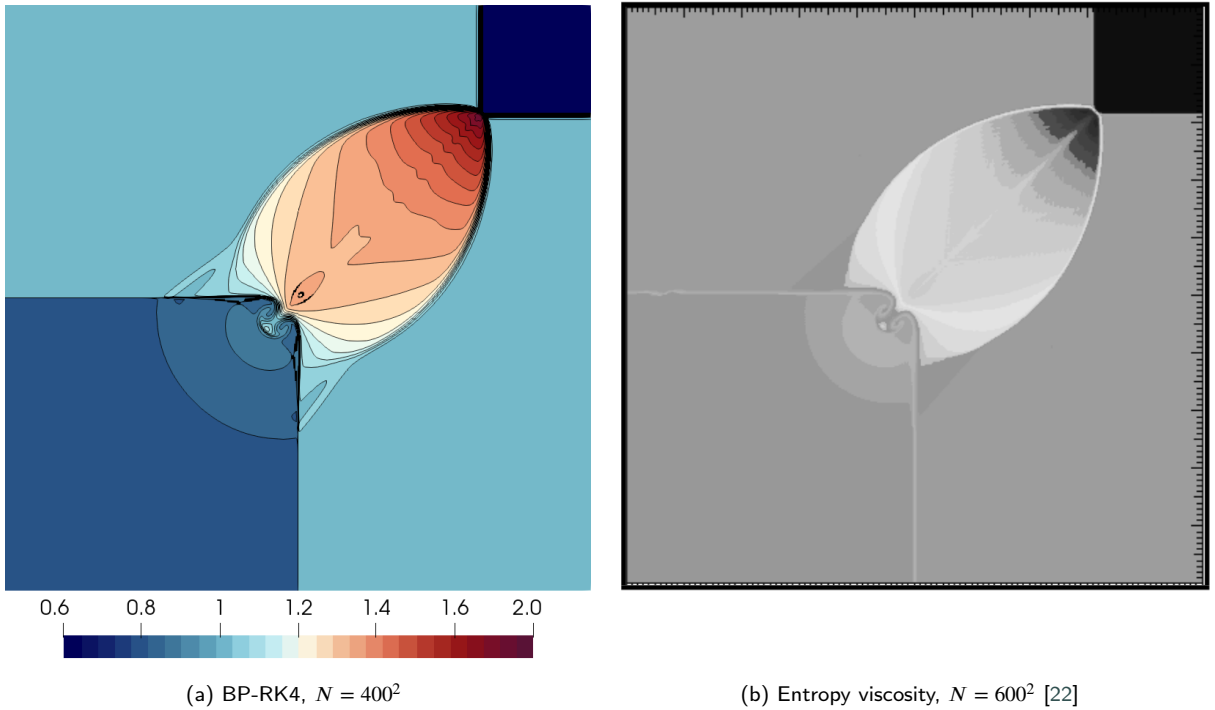 0.6 0.8 1 1.2 1.4 1.6 2.0
(a) BP-RK4, N = 400²
(b) Entropy viscosity, N = 600² [22]